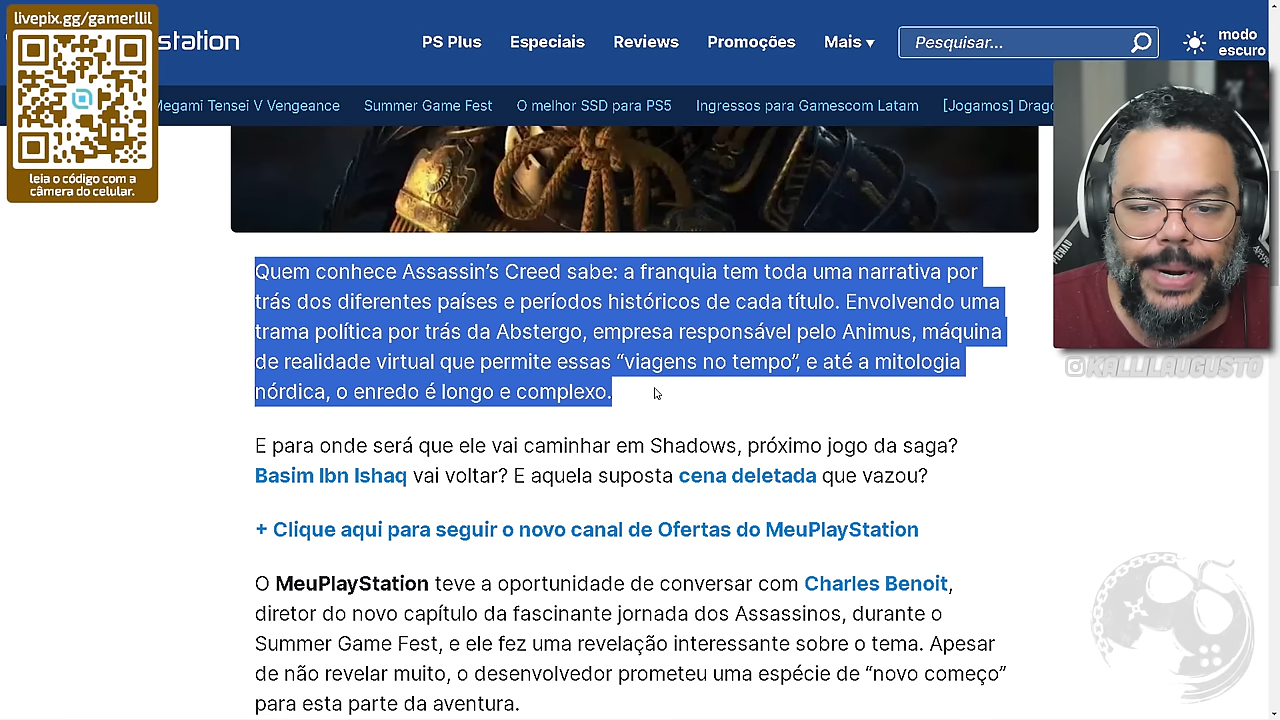 livepix.gg/gamerllil
leia o código com a
câmera do celular.
station
PS Plus
Especiais
Reviews
Promoções
Mais
Pesquisar...
modo
escuro
Megami Tensei V Vengeance
Summer Game Fest
O melhor SSD para PS5
Ingressos para Gamescom Latam
[Jogamos]
PICHAU
KALLILAUGUSTO
Quem conhece Assassin’s Creed sabe: a franquia tem toda uma narrativa por
trás dos diferentes países e períodos históricos de cada título. Envolvendo uma
trama política por trás da Abstergo, empresa responsável pelo Animus, máquina
de realidade virtual que permite essas “viagens no tempo”, e até a mitologia
nórdica, o enredo é longo e complexo.
E para onde será que ele vai caminhar em Shadows, próximo jogo da saga?
Basim Ibn Ishaq vai voltar? E aquela suposta cena deletada que vazou?
+ Clique aqui para seguir o novo canal de Ofertas do MeuPlayStation
O MeuPlayStation teve a oportunidade de conversar com Charles Benoit,
diretor do novo capítulo da fascinante jornada dos Assassinos, durante o
Summer Game Fest, e ele fez uma revelação interessante sobre o tema. Apesar
de não revelar muito, o desenvolvedor prometeu uma espécie de “novo começo”
para esta parte da aventura.